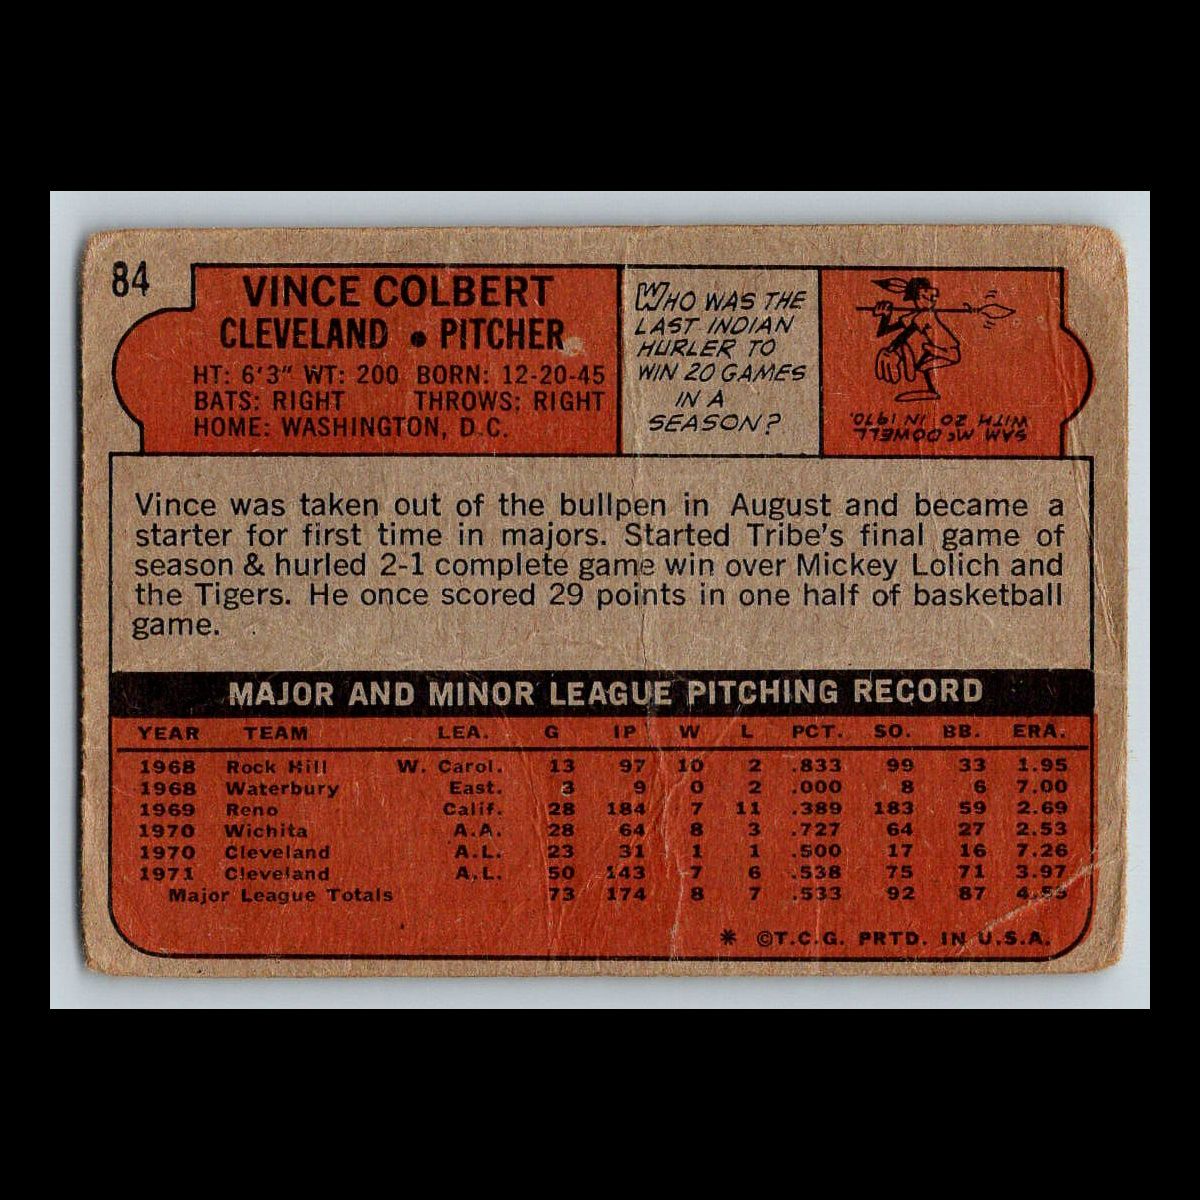 84
VINCE COLBERT
CLEVELAND • PITCHER
HT: 6'3" WT: 200 BORN: 12-20-45
BATS: RIGHT THROWS: RIGHT
HOME: WASHINGTON, D.C.
WHO WAS THE
LAST INDIAN
HURLER TO
WIN 20 GAMES
IN A
SEASON?
SAM McDOWELL
WITH 20 IN 1970.
Vince was taken out of the bullpen in August and became a
starter for first time in majors. Started Tribe's final game of
season & hurled 2-1 complete game win over Mickey Lolich and
the Tigers. He once scored 29 points in one half of basketball
game.
MAJOR AND MINOR LEAGUE PITCHING RECORD
YEAR TEAM LEA. G IP W L PCT. SO. BB. ERA.
1968 Rock Hill W. Carol. 13 97 10 2 .833 99 33 1.95
1968 Waterbury East. 3 9 0 2 .000 8 6 7.00
1969 Reno Calif. 28 184 7 11 .389 183 59 2.69
1970 Wichita A.A. 28 64 8 3 .727 64 27 2.53
1970 Cleveland A.L. 23 31 1 1 .500 17 16 7.26
1971 Cleveland A.L. 50 143 7 6 .538 75 71 3.97
Major League Totals 73 174 8 7 .533 92 87
* ©T.C.G. PRTD. IN U.S.A.